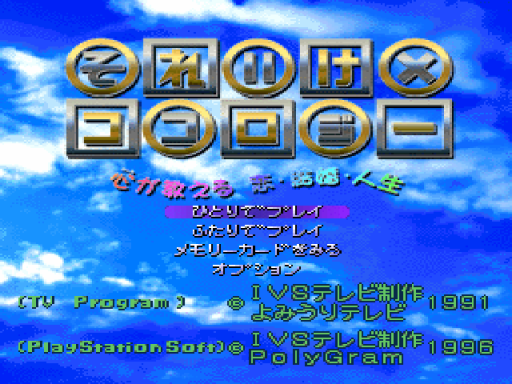 それいけ×
ココロジー
心が教える 恋・結婚・人生
ひとりでプレイ
ふたりでプレイ
メモリーカードをみる
オプション
(TV Program) © IVSテレビ制作 よみうりテレビ 1991
(PlayStation Soft) © IVSテレビ制作 PolyGram 1996